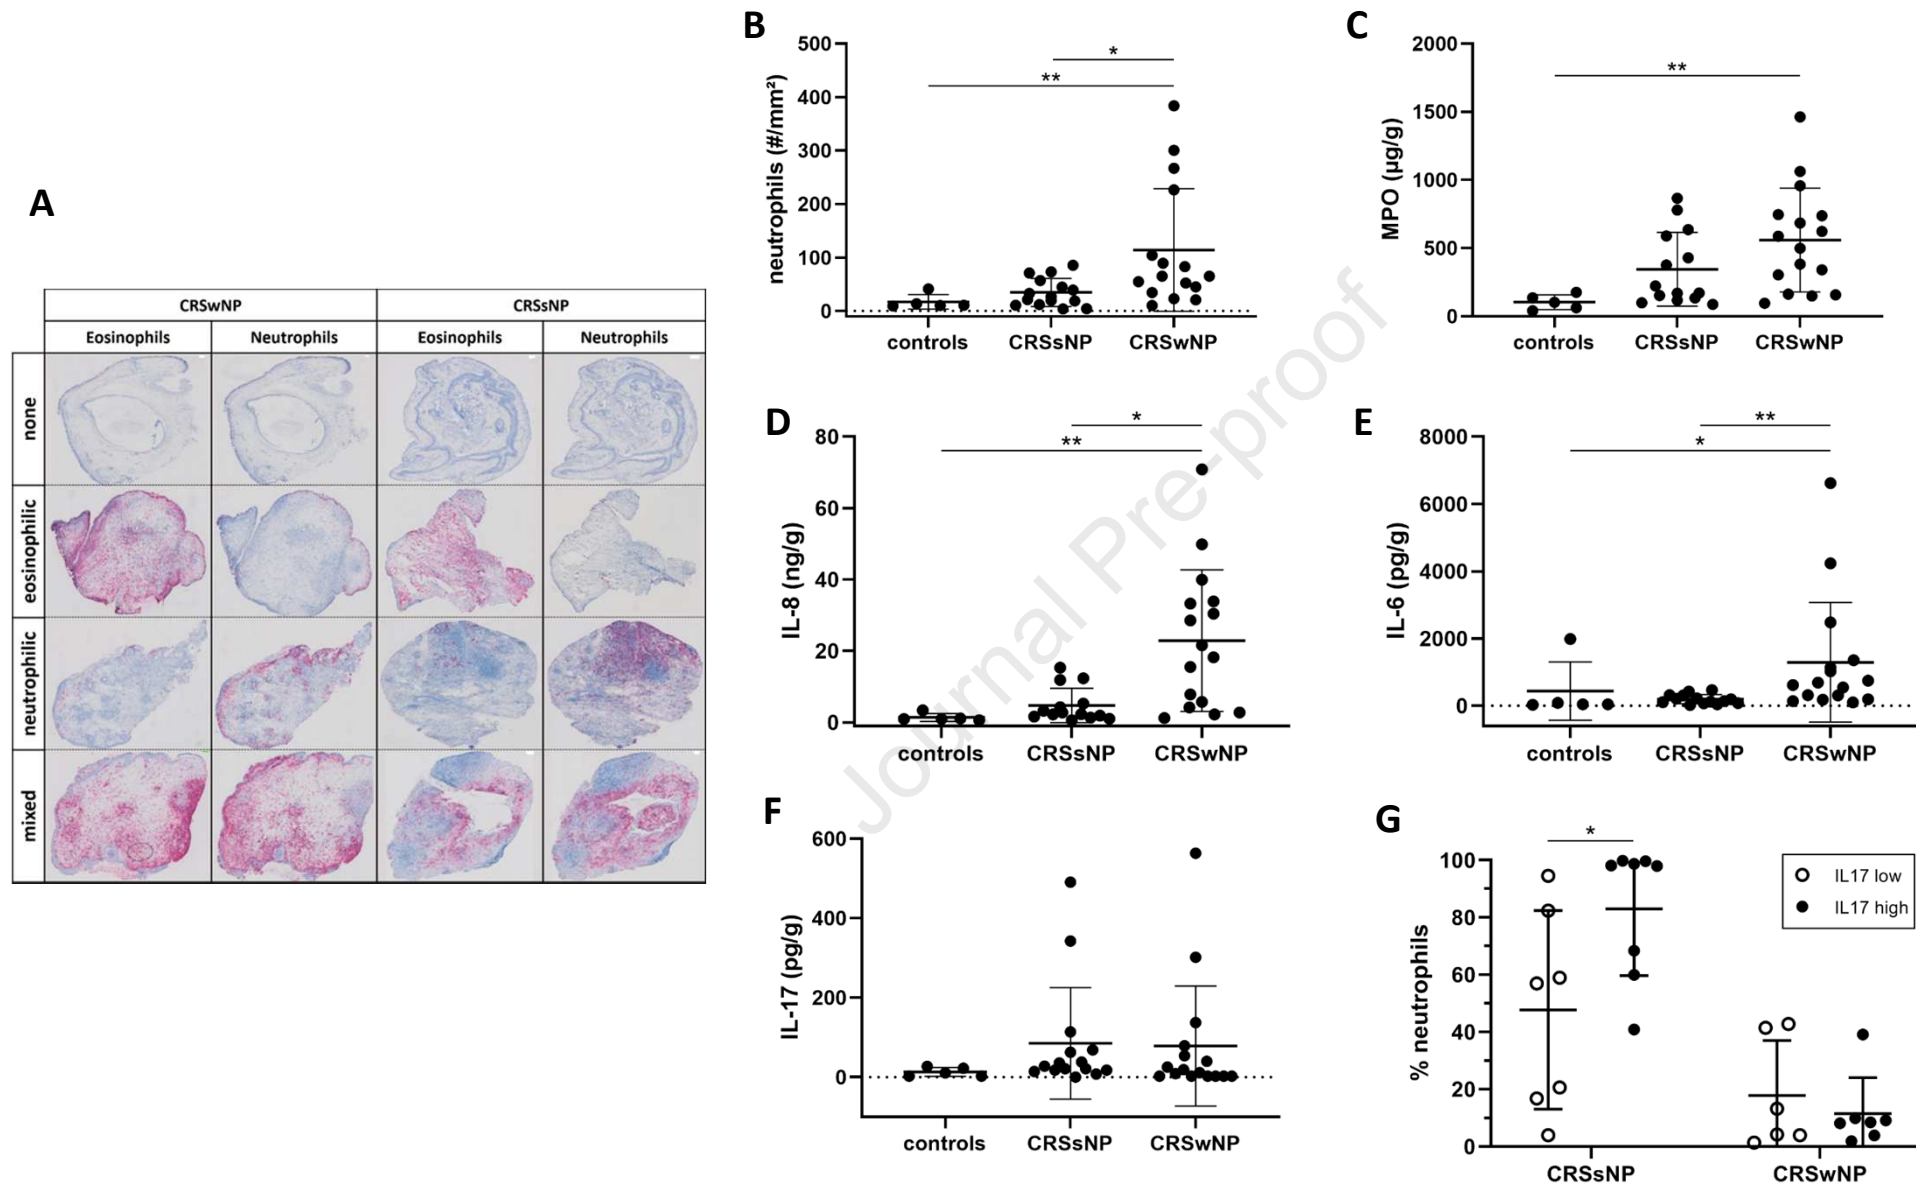 A
CRSwNP CRSsNP
Eosinophils Neutrophils Eosinophils Neutrophils
none
eosinophilic
neutrophilic
mixed
B
neutrophils (#/mm²)
500
400
300
200
100
0
*
**
controls CRSsNP CRSwNP
C
MPO (µg/g)
2000
1500
1000
500
0
**
controls CRSsNP CRSwNP
D
IL-8 (ng/g)
80
60
40
20
0
*
**
controls CRSsNP CRSwNP
E
IL-6 (pg/g)
8000
6000
4000
2000
0
**
*
controls CRSsNP CRSwNP
F
IL-17 (pg/g)
600
400
200
0
controls CRSsNP CRSwNP
G
% neutrophils
100
80
60
40
20
0
*
IL17 low
IL17 high
CRSsNP CRSwNP
Journal Pre-proof